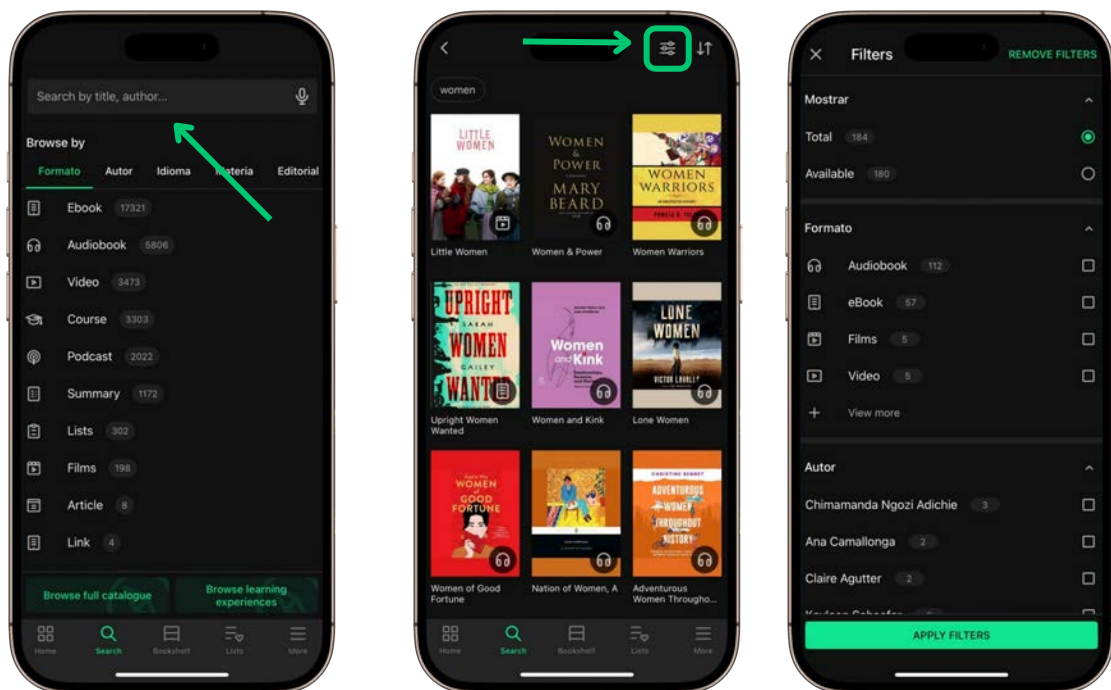 Search by title, author...
Browse by
Formato Autor Idioma Materia Editorial
Ebook 17321
Audiobook 5806
Video 3473
Course 3303
Podcast 2022
Summary 1172
Lists 302
Films 198
Article 8
Link 4
Browse full catalogue
Browse learning
experiences
Home Search Bookshelf Lists More
women
LITTLE
WOMEN
WOMEN
&
POWER
MARY
BEARD
WOMEN
WARRIORS
Little Women
Women & Power
Women Warriors
UPRIGHT
SARAH
WOMEN
GAILEY
WANTED
Women
and Kink
LONE
WOMEN
VICTOR LAVALLE
Upright Women
Wanted
Women and Kink
Lone Women
WOMEN
of
GOOD
FORTUNE
CHRISTINE BENNET
ADVENTUROUS
WOMEN
THROUGHOUT
HISTORY
Women of Good
Fortune
Nation of Women, A
Adventurous
Women Througho...
Home Search Bookshelf Lists More
Filters
REMOVE FILTERS
Mostrar
Total 184
Available 180
Formato
Audiobook 112
eBook 57
Films 5
Video 5
View more
Autor
Chimamanda Ngozi Adichie 3
Ana Camallonga 2
Claire Agutter 2
APPLY FILTERS